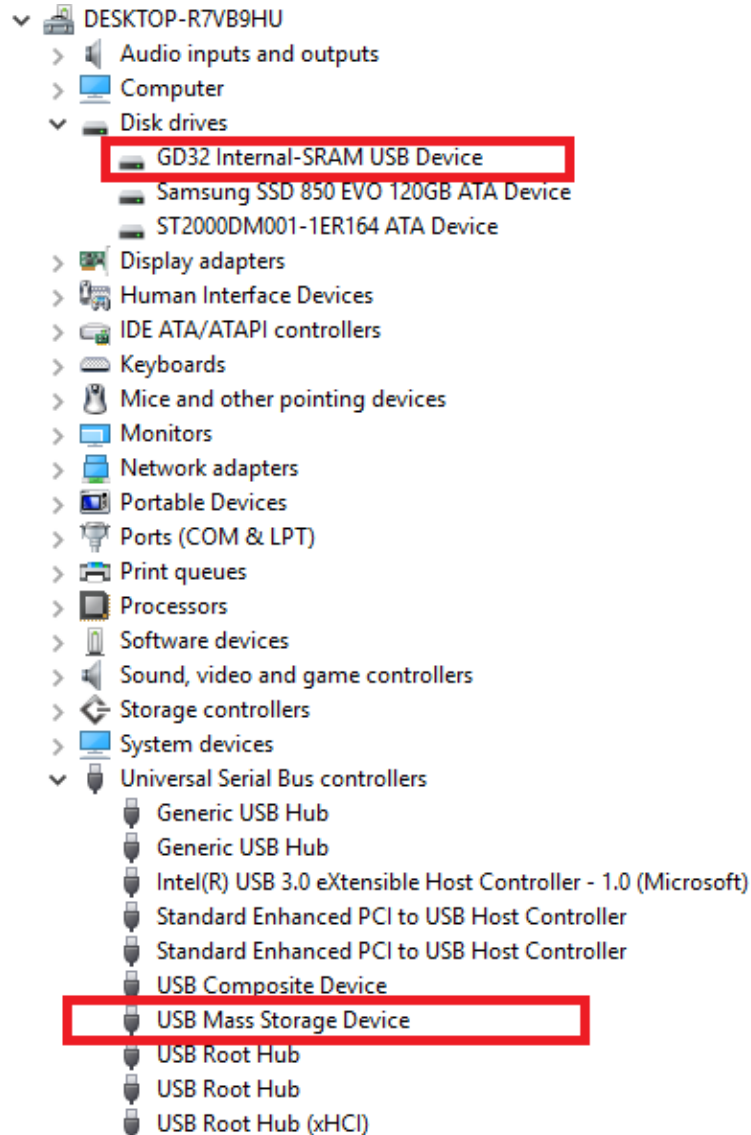 DESKTOP-R7VB9HU
Audio inputs and outputs
Computer
Disk drives
GD32 Internal-SRAM USB Device
Samsung SSD 850 EVO 120GB ATA Device
ST2000DM001-1ER164 ATA Device
Display adapters
Human Interface Devices
IDE ATA/ATAPI controllers
Keyboards
Mice and other pointing devices
Monitors
Network adapters
Portable Devices
Ports (COM & LPT)
Print queues
Processors
Software devices
Sound, video and game controllers
Storage controllers
System devices
Universal Serial Bus controllers
Generic USB Hub
Generic USB Hub
Intel(R) USB 3.0 eXtensible Host Controller - 1.0 (Microsoft)
Standard Enhanced PCI to USB Host Controller
Standard Enhanced PCI to USB Host Controller
USB Composite Device
USB Mass Storage Device
USB Root Hub
USB Root Hub
USB Root Hub (xHCI)